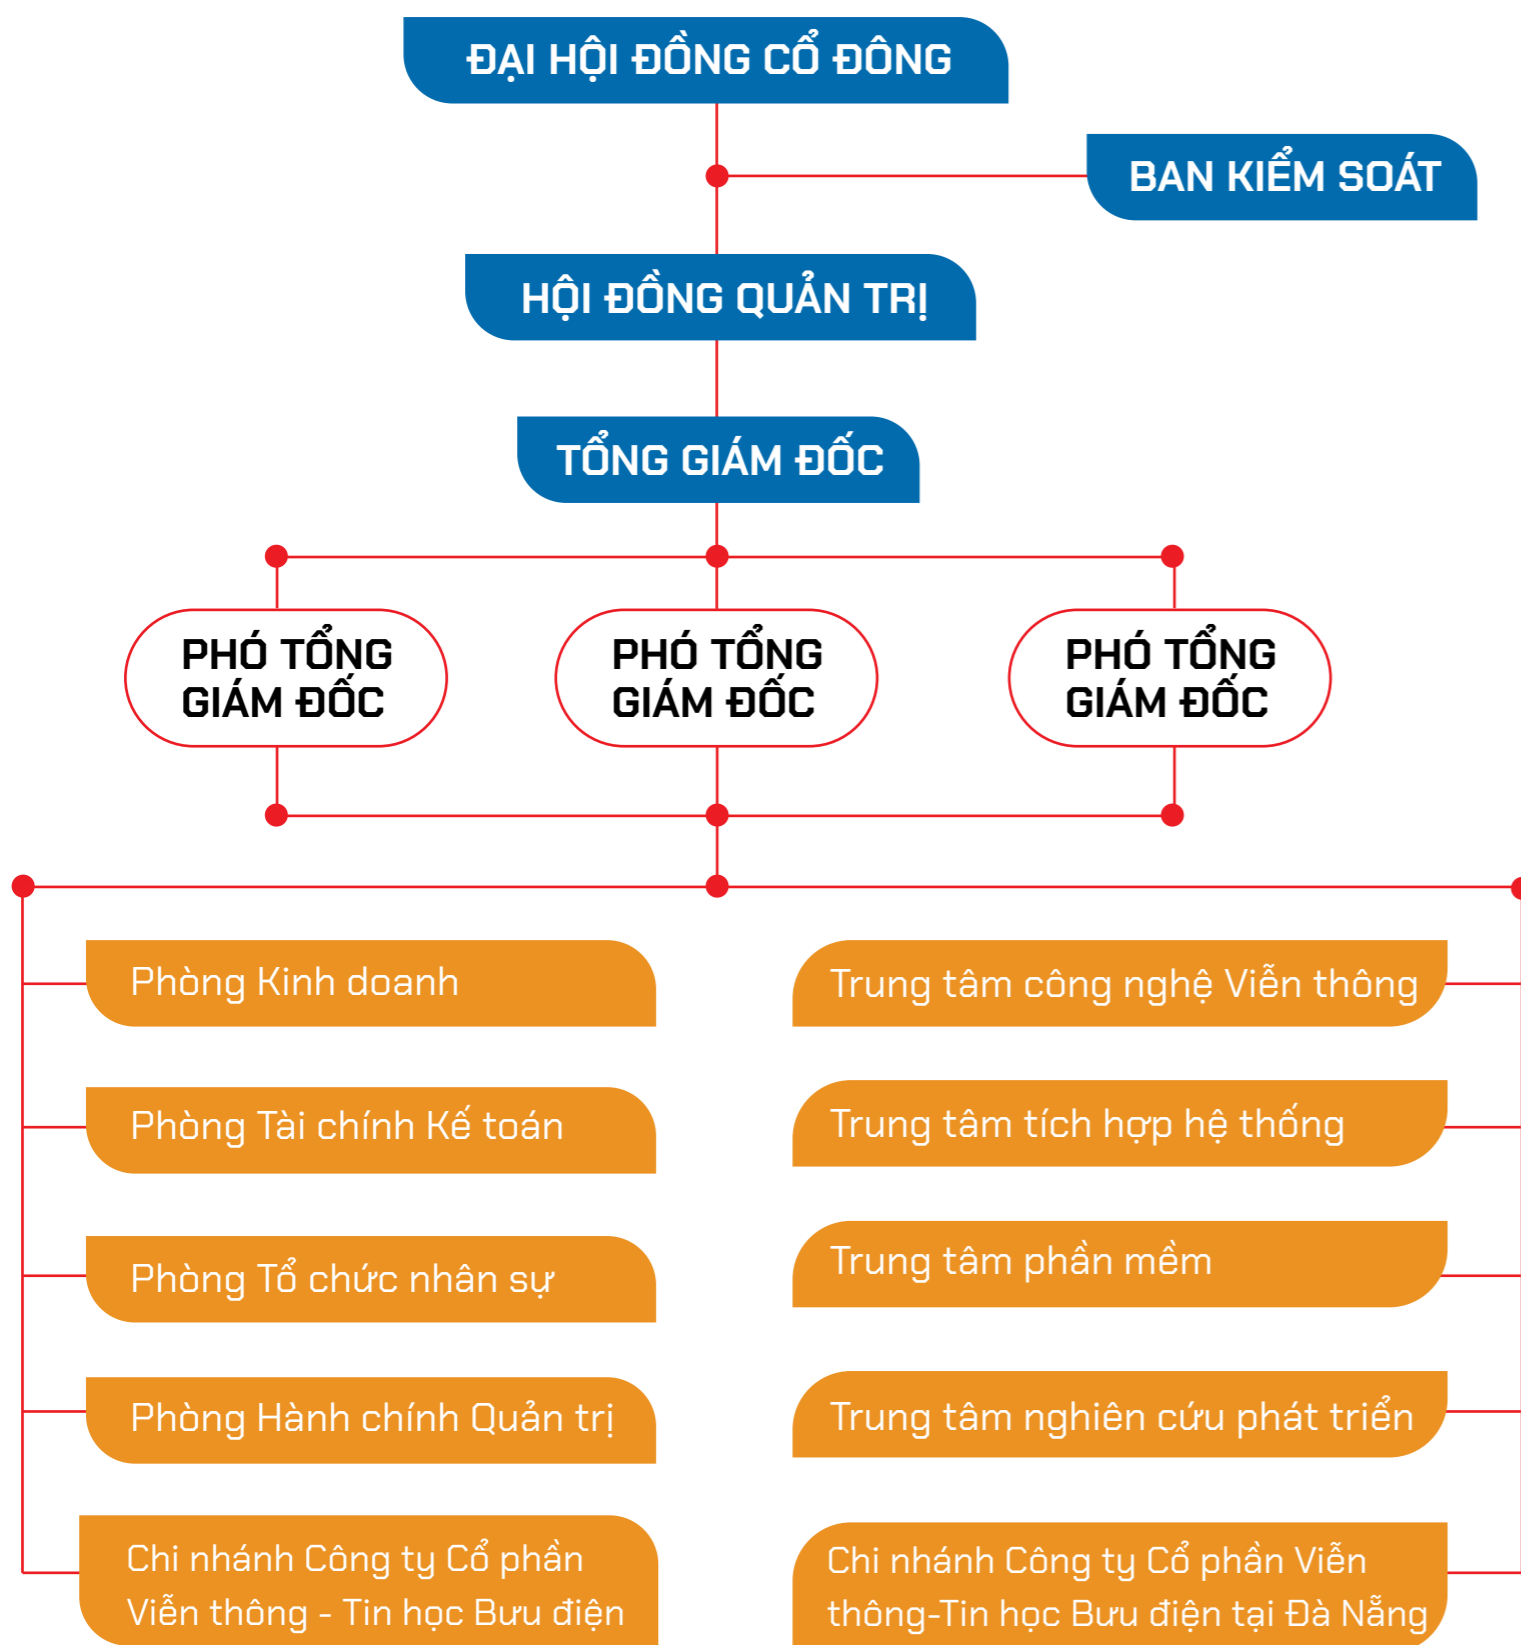 ĐẠI HỘI ĐỒNG CỔ ĐÔNG
BAN KIỂM SOÁT
HỘI ĐỒNG QUẢN TRỊ
TỔNG GIÁM ĐỐC
PHÓ TỔNG
GIÁM ĐỐC
PHÓ TỔNG
GIÁM ĐỐC
PHÓ TỔNG
GIÁM ĐỐC
Phòng Kinh doanh
Phòng Tài chính Kế toán
Phòng Tổ chức nhân sự
Phòng Hành chính Quản trị
Chi nhánh Công ty Cổ phần
Viễn thông - Tin học Bưu điện
Trung tâm công nghệ Viễn thông
Trung tâm tích hợp hệ thống
Trung tâm phần mềm
Trung tâm nghiên cứu phát triển
Chi nhánh Công ty Cổ phần Viễn
thông-Tin học Bưu điện tại Đà Nẵng